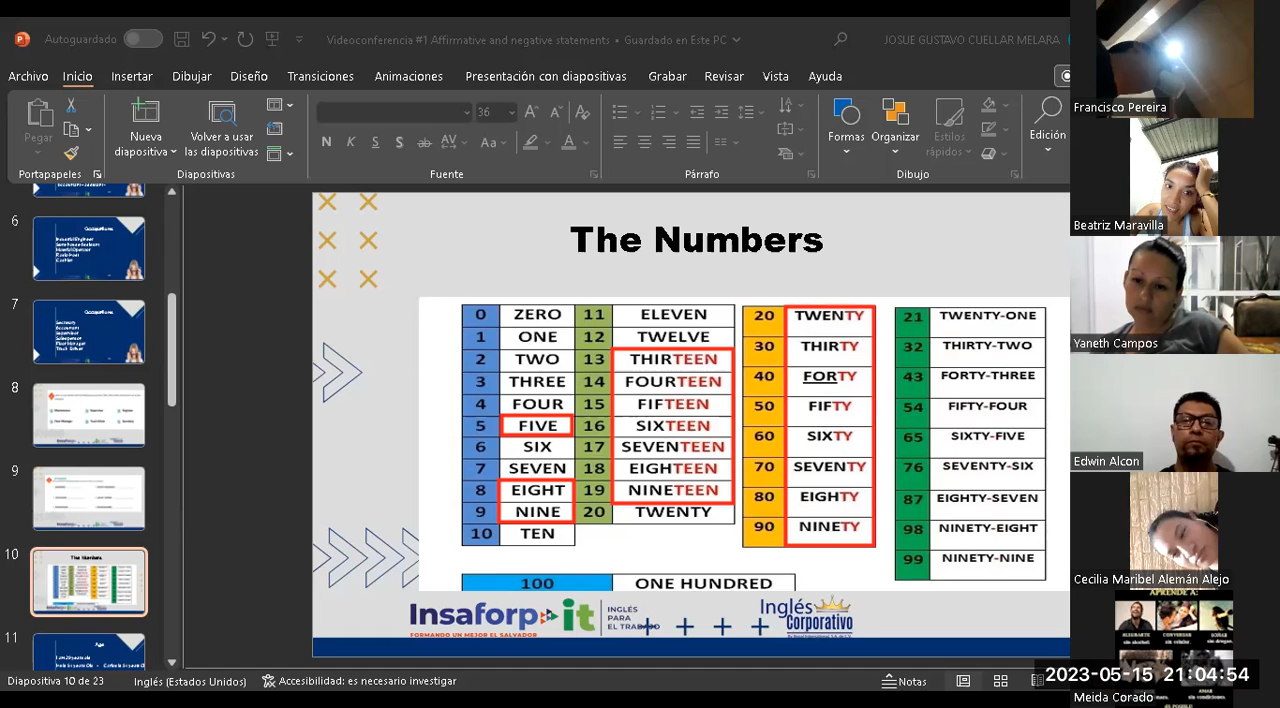 Autoguardado
Videoconferencia #1 Affirmative and negative statements • Guardado en Este PC
JOSUE GUSTAVO CUELLAR MELARA
Archivo Inicio Insertar Dibujar Diseño Transiciones Animaciones Presentación con diapositivas Grabar Revisar Vista Ayuda
Pegar
Nueva diapositiva
Volver a usar las diapositivas
36
N K S S ab AV Aa A
Formas
Organizar
Estilos rápidos
Edición
Portapapeles
Diapositivas
Fuente
Párrafo
Dibujo
6
7
8
9
10
11
The Numbers
0 ZERO 11 ELEVEN
1 ONE 12 TWELVE
2 TWO 13 THIRTEEN
3 THREE 14 FOURTEEN
4 FOUR 15 FIFTEEN
5 FIVE 16 SIXTEEN
6 SIX 17 SEVENTEEN
7 SEVEN 18 EIGHTEEN
8 EIGHT 19 NINETEEN
9 NINE 20 TWENTY
10 TEN
20 TWENTY
30 THIRTY
40 FORTY
50 FIFTY
60 SIXTY
70 SEVENTY
80 EIGHTY
90 NINETY
21 TWENTY-ONE
32 THIRTY-TWO
43 FORTY-THREE
54 FIFTY-FOUR
65 SIXTY-FIVE
76 SEVENTY-SIX
87 EIGHTY-SEVEN
98 NINETY-EIGHT
99 NINETY-NINE
100 ONE HUNDRED
Insaforp it
FORMANDO UN MEJOR EL SALVADOR
INGLÉS
PARA
EL TRABAJO
Inglés
Corporativo
Diapositiva 10 de 23
Inglés (Estados Unidos)
Accesibilidad: es necesario investigar
Notas
Francisco Pereira
Beatriz Maravilla
Yaneth Campos
Edwin Alcon
Cecilia Maribel Alemán Alejo
APRENDE A:
2023-05-15 21:04:54
Meida Corado